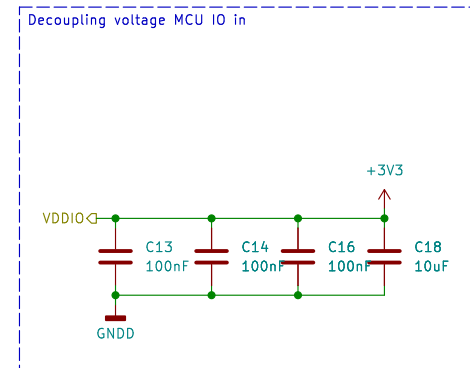 Decoupling voltage MCU IO in
+3V3
VDDIO
C13
100nF
C14
100nF
C16
100nF
C18
10uF
GNDD